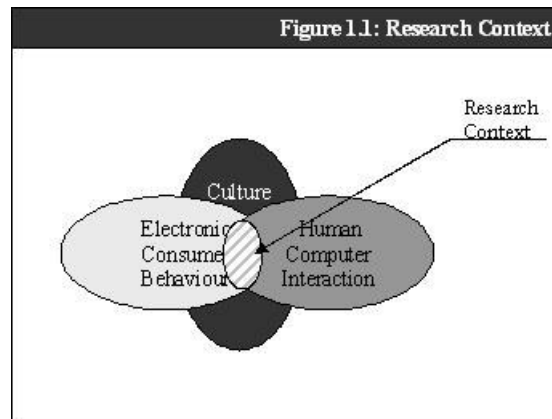 Figure 1.1: Research Context
Research
Context
Culture
Electronic
Consumer
Behaviour
Human
Computer
Interaction